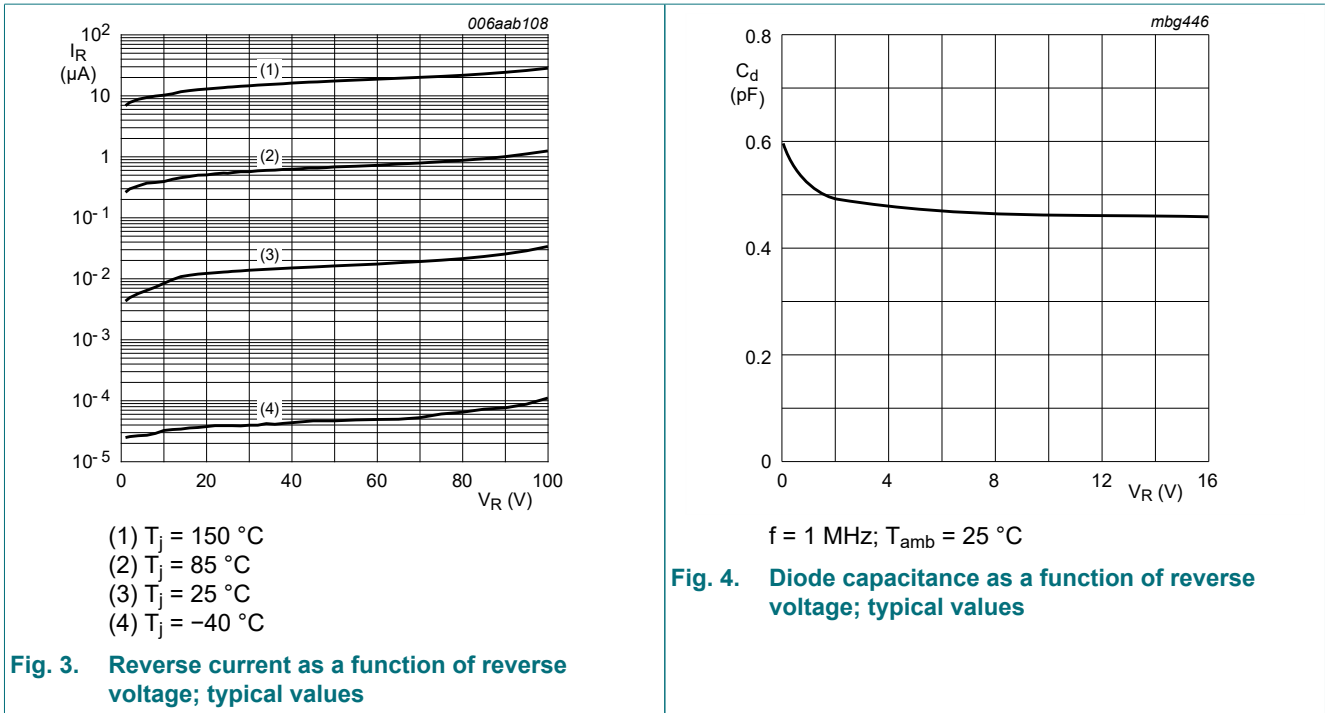 006aab108
10²
I_R
(µA)
10
1
10⁻¹
10⁻²
10⁻³
10⁻⁴
10⁻⁵
(1)
(2)
(3)
(4)
0 20 40 60 80 100
V_R (V)
(1) T_j = 150 °C
(2) T_j = 85 °C
(3) T_j = 25 °C
(4) T_j = −40 °C
Fig. 3. Reverse current as a function of reverse
voltage; typical values
mbg446
0.8
C_d
(pF)
0.6
0.4
0.2
0
0 4 8 12 16
V_R (V)
f = 1 MHz; T_amb = 25 °C
Fig. 4. Diode capacitance as a function of reverse
voltage; typical values